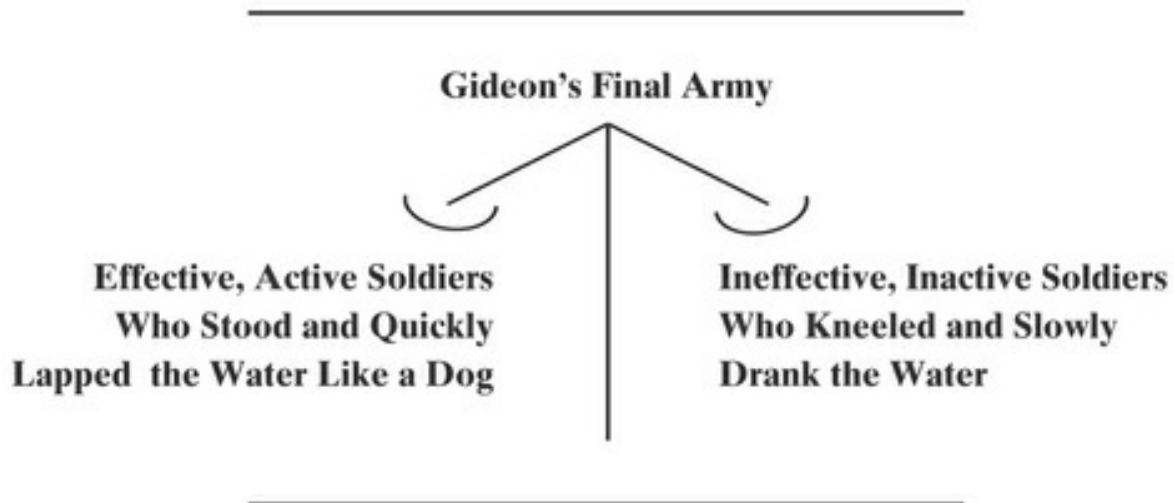 Gideon's Final Army
Effective, Active Soldiers
Who Stood and Quickly
Lapped the Water Like a Dog
Ineffective, Inactive Soldiers
Who Kneeled and Slowly
Drank the Water